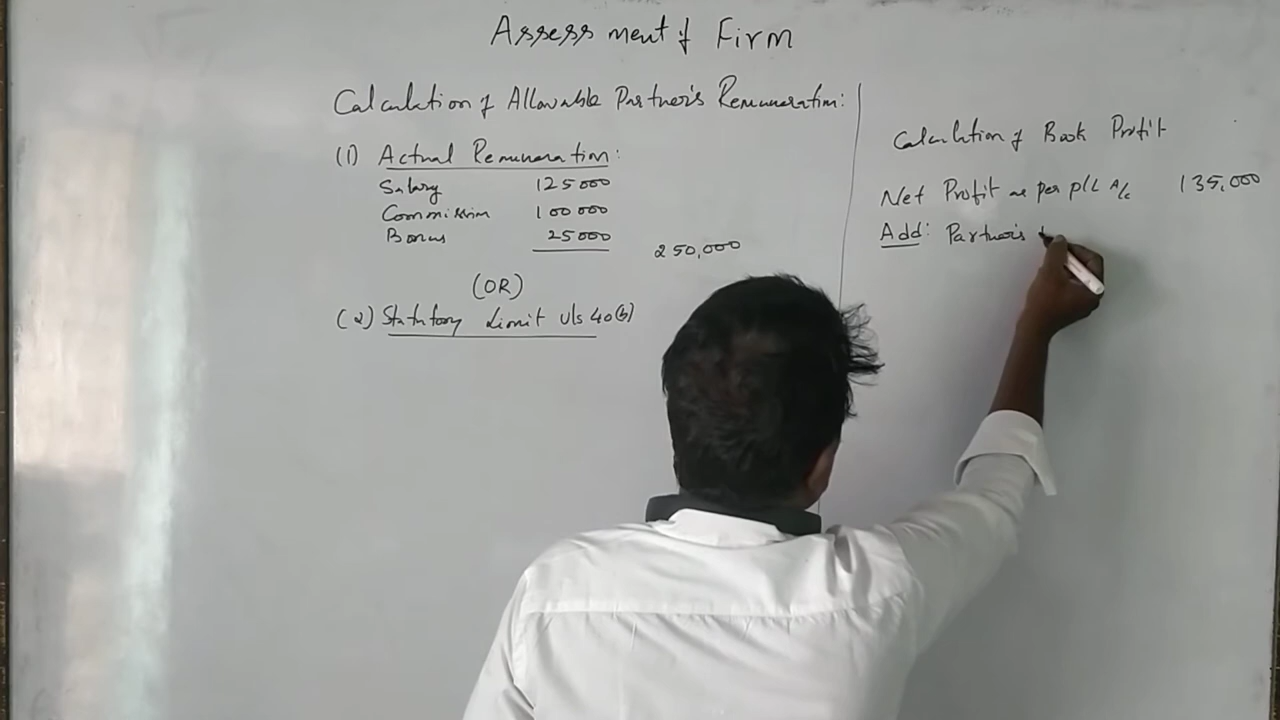 Assessment of Firm
Calculation of Allowable Partner's Remuneration:
(1) Actual Remuneration:
Salary 125000
Commission 100000
Bonus 25000 250,000
(OR)
(2) Statutory Limit u/s 40(b)
Calculation of Book Profit
Net Profit as per P/L A/c 135,000
Add: Partner's